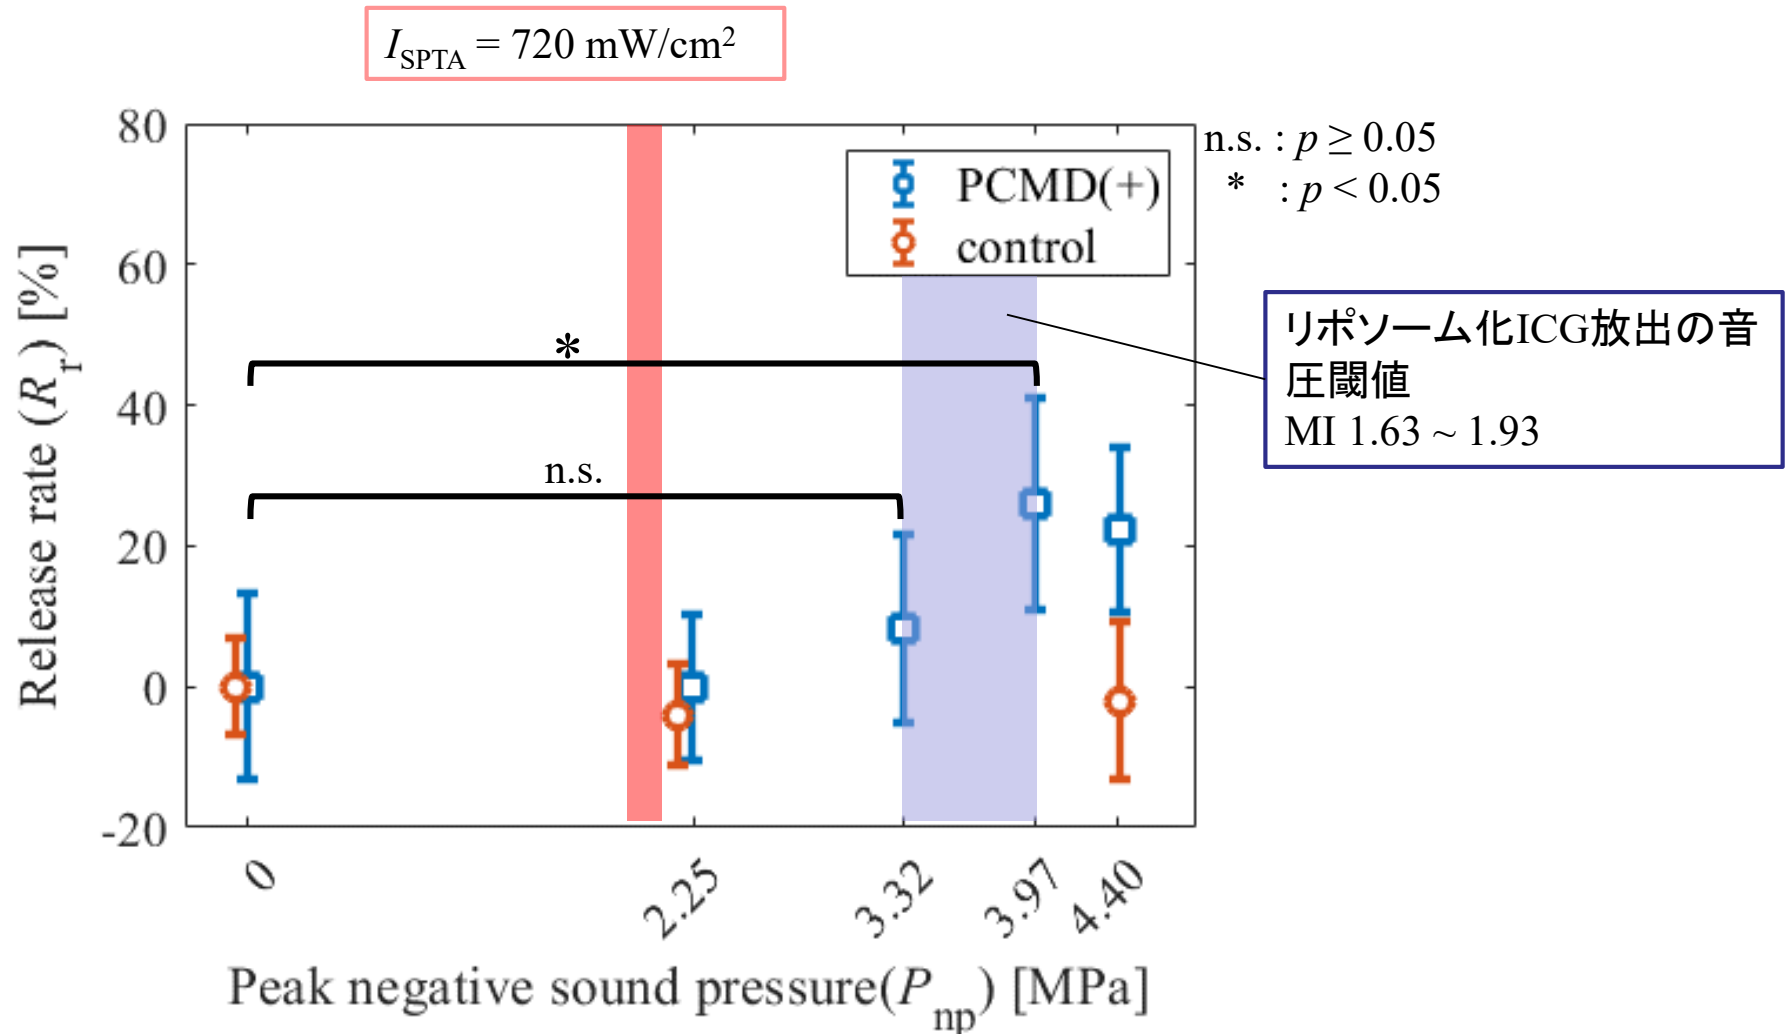 I_SPTA = 720 mW/cm²
80
60
40
20
0
-20
Release rate (R_r) [%]
PCMD(+)
control
n.s. : p ≥ 0.05
* : p < 0.05
*
n.s.
リポソーム化ICG放出の音
圧閾値
MI 1.63 ~ 1.93
0
2.25
3.32
3.97
4.40
Peak negative sound pressure(P_np) [MPa]